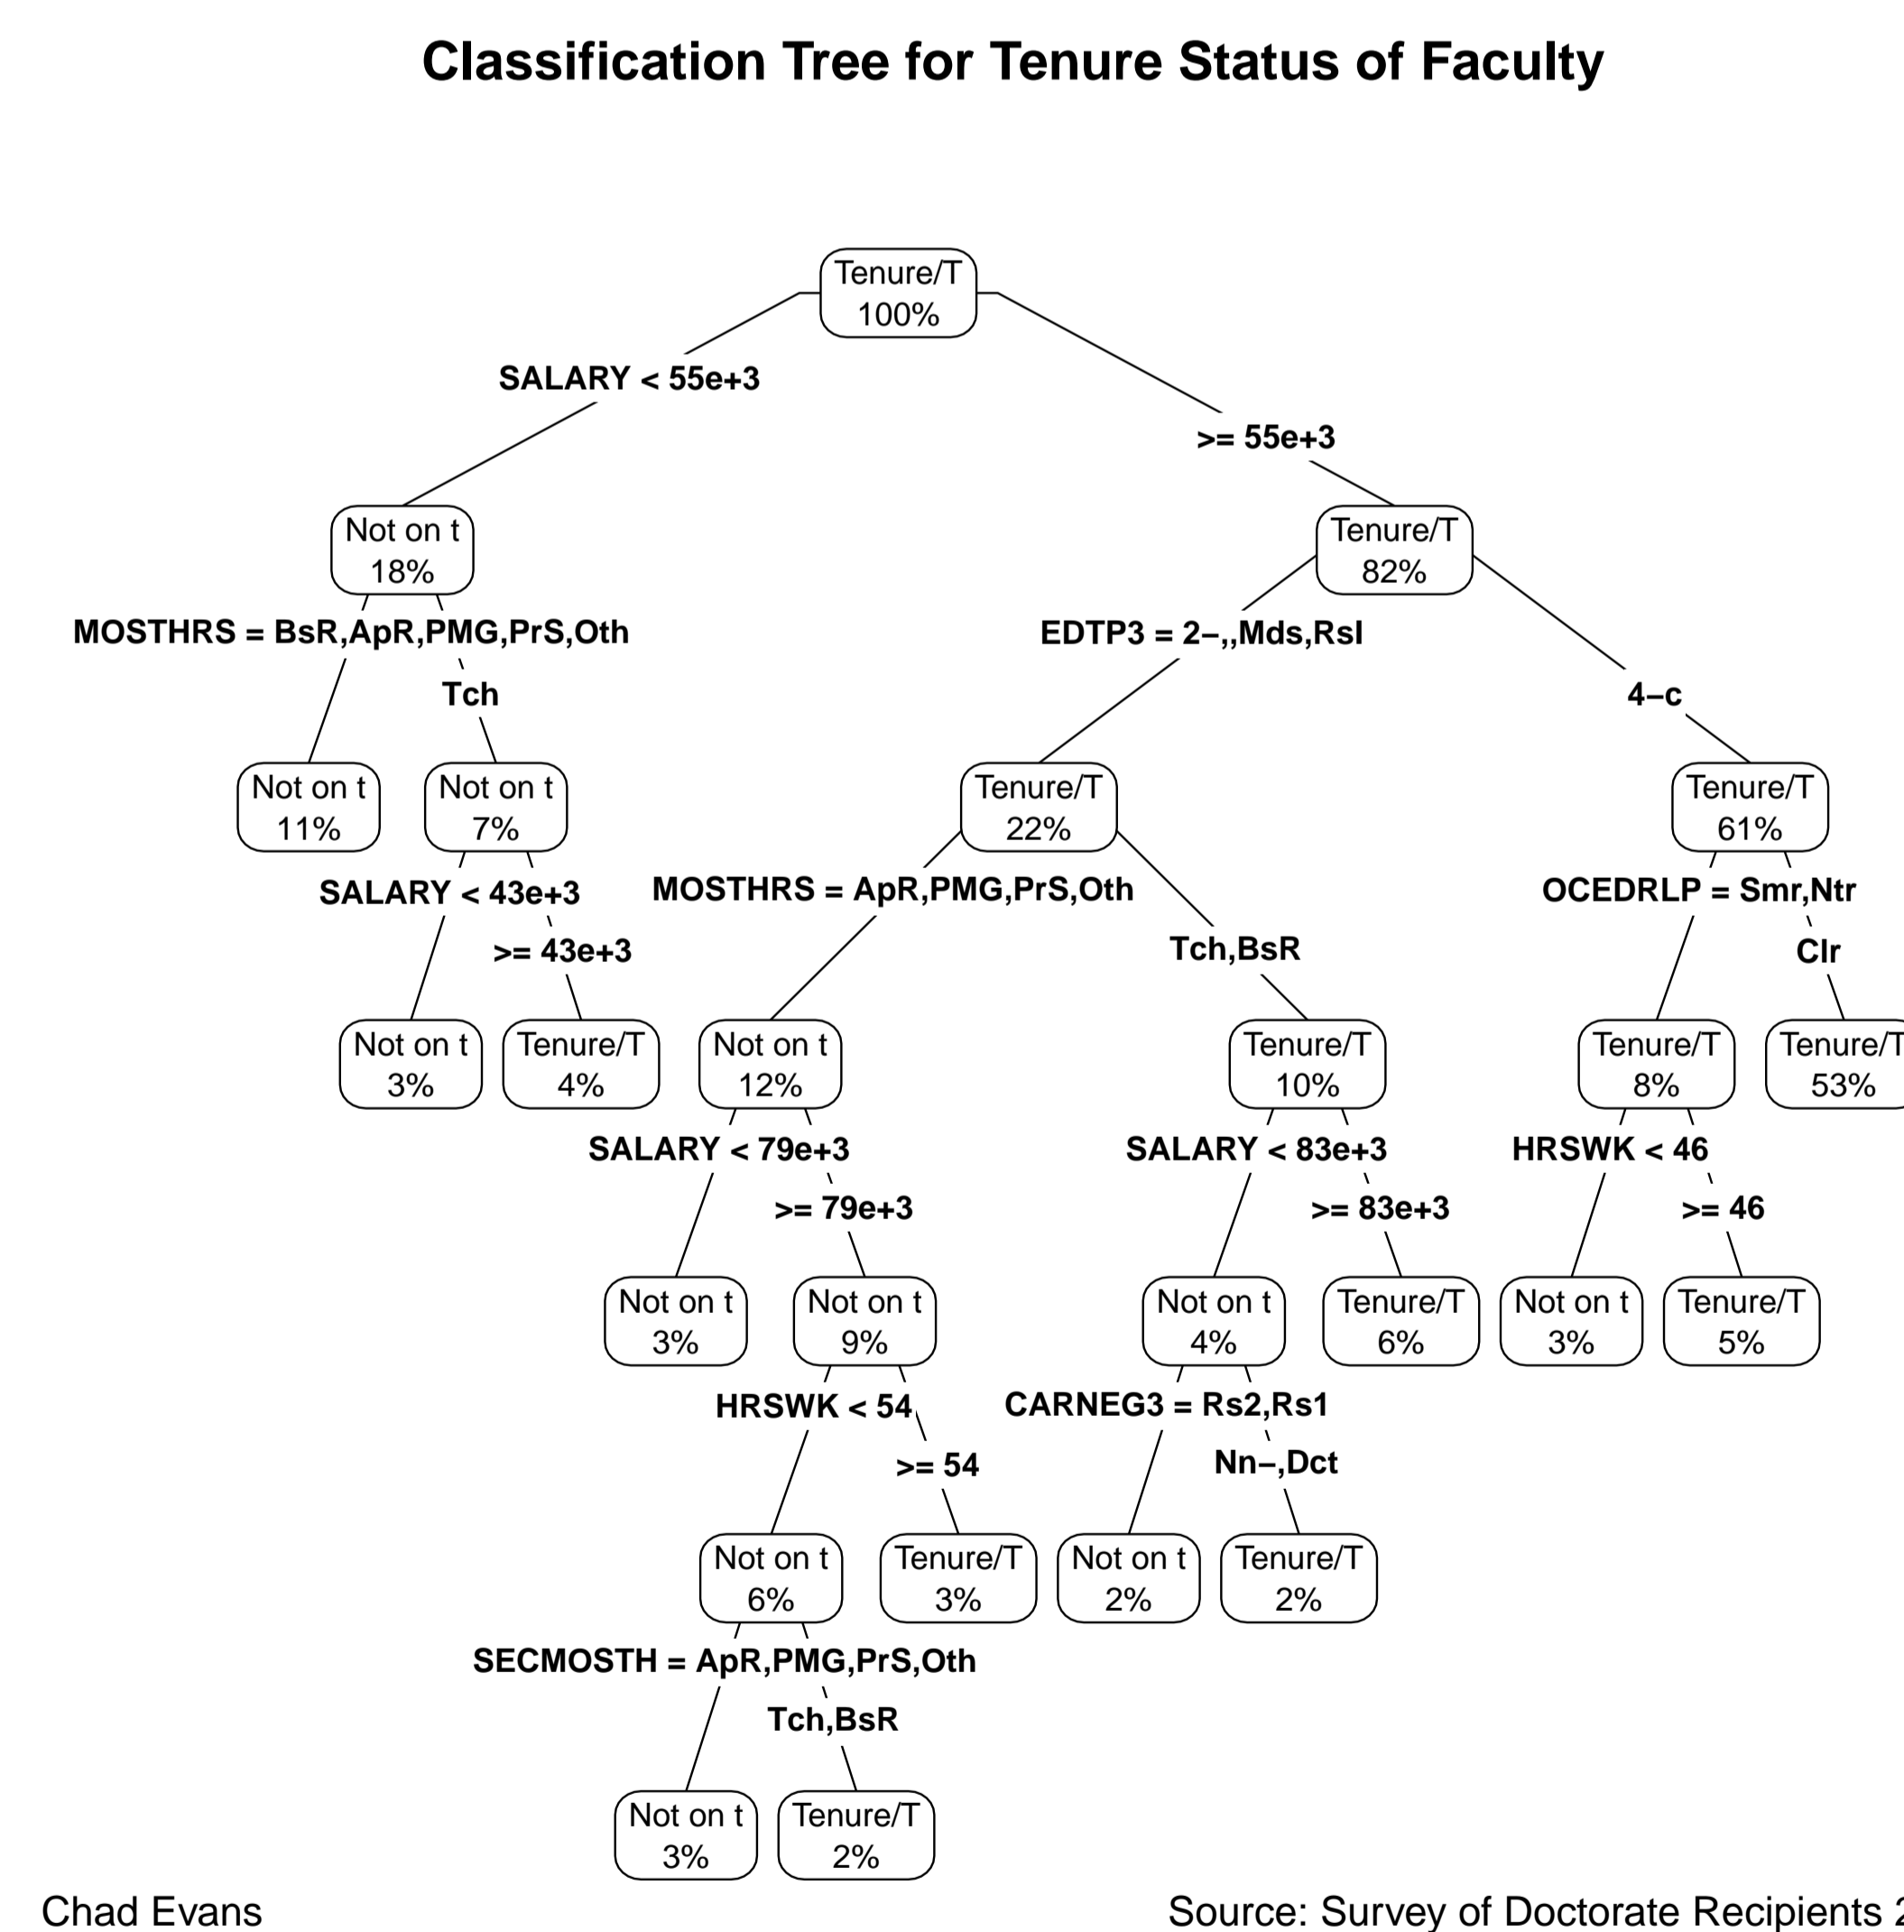 Classification Tree for Tenure Status of Faculty
Tenure/T
100%
SALARY < 55e+3
>= 55e+3
Not on t
18%
Tenure/T
82%
MOSTHRS = BsR,ApR,PMG,PrS,Oth
EDTP3 = 2–,,Mds,RsI
Tch
4–c
Not on t
11%
Not on t
7%
Tenure/T
22%
Tenure/T
61%
SALARY < 43e+3
MOSTHRS = ApR,PMG,PrS,Oth
OCEDRLP = Smr,Ntr
>= 43e+3
Tch,BsR
Clr
Not on t
3%
Tenure/T
4%
Not on t
12%
Tenure/T
10%
Tenure/T
8%
Tenure/T
53%
SALARY < 79e+3
SALARY < 83e+3
HRSWK < 46
>= 79e+3
>= 83e+3
>= 46
Not on t
3%
Not on t
9%
Not on t
4%
Tenure/T
6%
Not on t
3%
Tenure/T
5%
HRSWK < 54
CARNEG3 = Rs2,Rs1
>= 54
Nn–,Dct
Not on t
6%
Tenure/T
3%
Not on t
2%
Tenure/T
2%
SECMOSTH = ApR,PMG,PrS,Oth
Tch,BsR
Not on t
3%
Tenure/T
2%
Chad Evans
Source: Survey of Doctorate Recipients